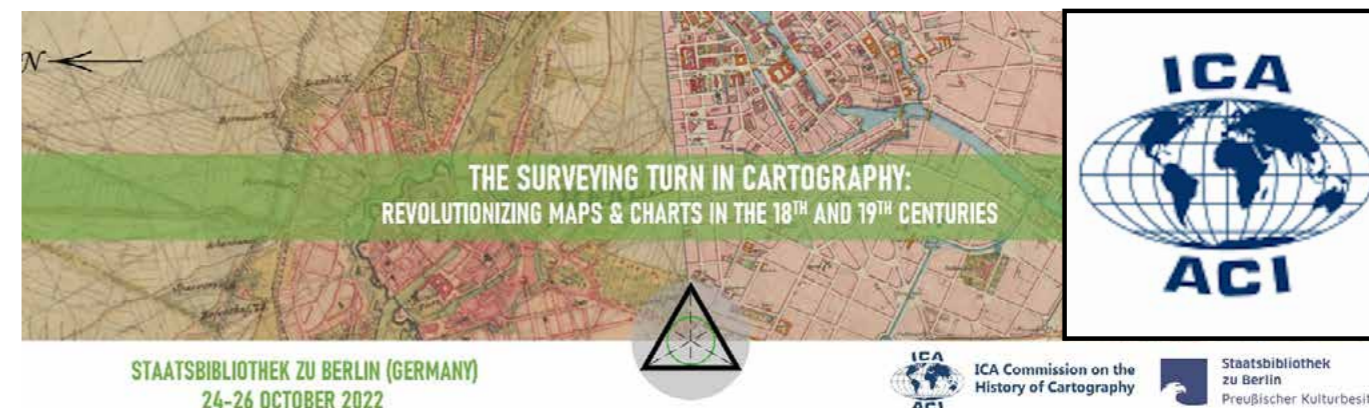 N
THE SURVEYING TURN IN CARTOGRAPHY:
REVOLUTIONIZING MAPS & CHARTS IN THE 18TH AND 19TH CENTURIES
ICA
ACI
STAATSBIBLIOTHEK ZU BERLIN (GERMANY)
24-26 OCTOBER 2022
ICA
ACI
ICA Commission on the
History of Cartography
Staatsbibliothek
zu Berlin
Preußischer Kulturbesi